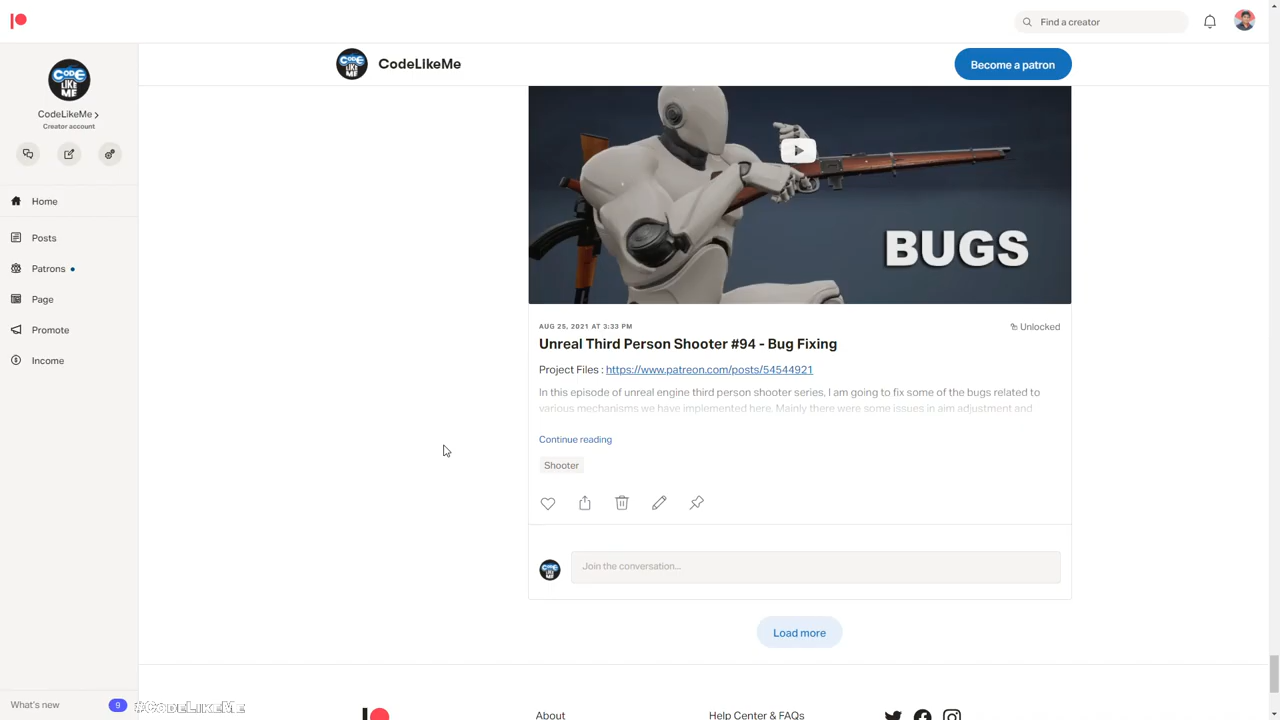 Find a creator
CODE LIKE ME
CodeLikeMe
Become a patron
CodeLikeMe
Creator account
Home
Posts
Patrons
Page
Promote
Income
BUGS
AUG 25, 2021 AT 3:33 PM
Unlocked
Unreal Third Person Shooter #94 - Bug Fixing
Project Files : https://www.patreon.com/posts/54544921
In this episode of unreal engine third person shooter series, I am going to fix some of the bugs related to
various mechanisms we have implemented here. Mainly there were some issues in aim adjustment and
Continue reading
Shooter
Join the conversation...
Load more
What's new
9
#CodeLikeMe
About
Help Center & FAQs